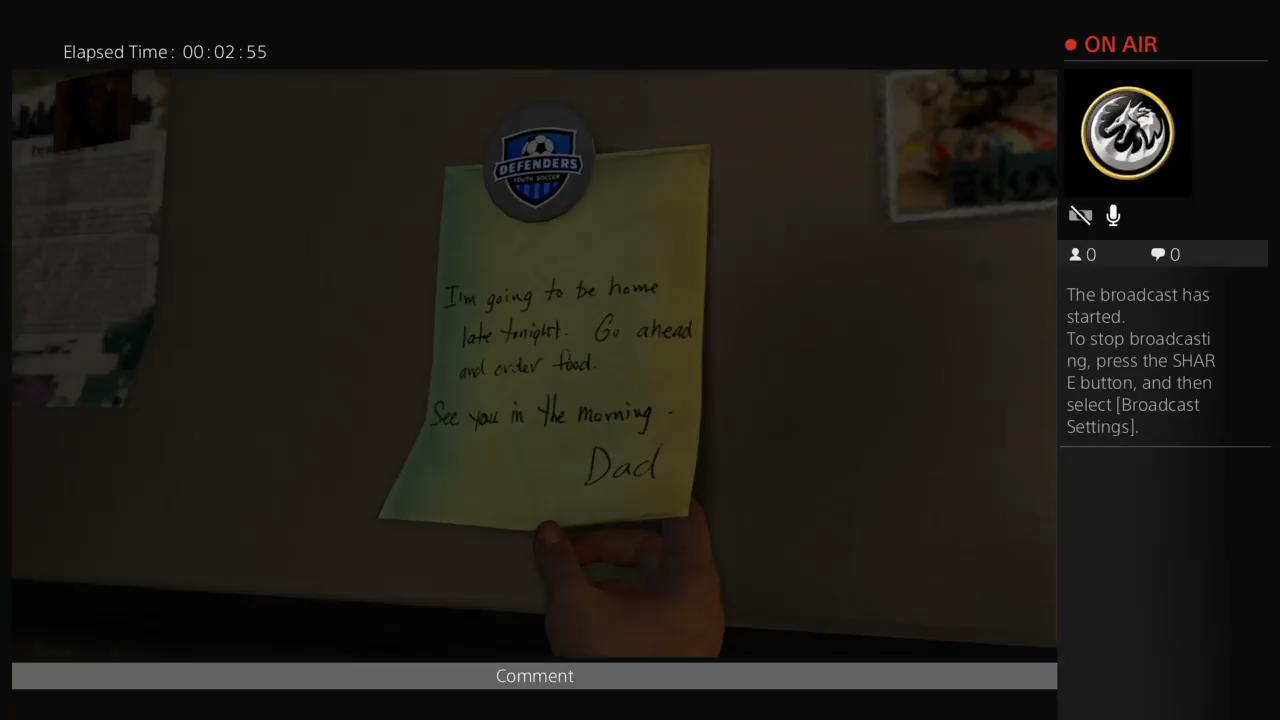 Elapsed Time: 00:02:55
ON AIR
DEFENDERS
YOUTH SOCCER
I'm going to be home
late tonight. Go ahead
and order food.
See you in the morning.
Dad
0
0
The broadcast has
started.
To stop broadcasti
ng, press the SHAR
E button, and then
select [Broadcast
Settings].
Comment